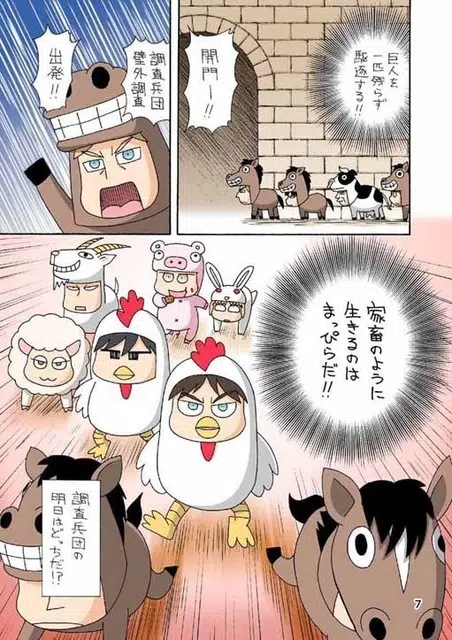 巨人を
一匹残らず
駆逐する!!
開門ー!!
調査兵団
壁外調査
出発!!
家畜のように
生きるのは
まっぴらだ!!
調査兵団の
明日はどっちだ!?
7